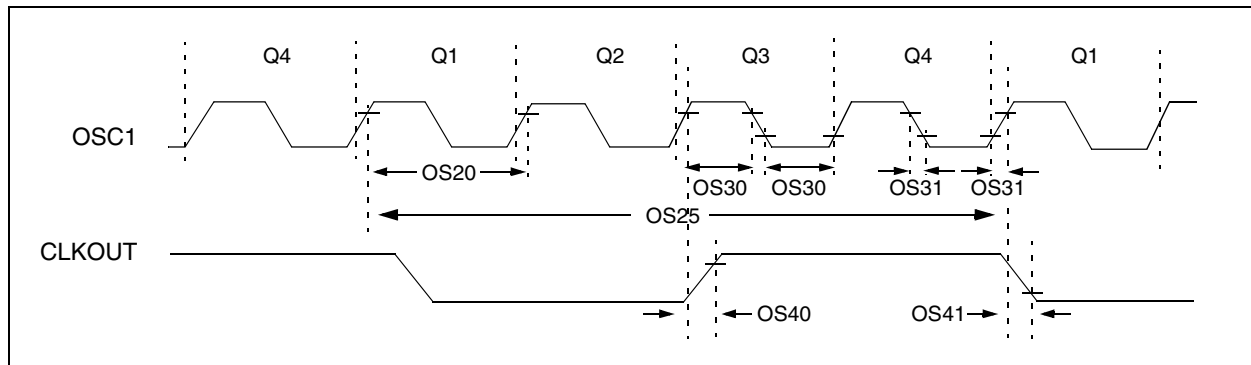 Q4 Q1 Q2 Q3 Q4 Q1
OSC1
OS20
OS30 OS30
OS31 OS31
OS25
CLKOUT
OS40
OS41